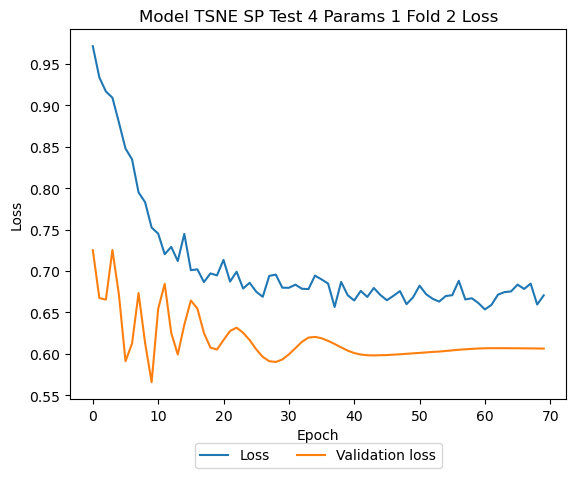 Model TSNE SP Test 4 Params 1 Fold 2 Loss
Loss
0.95
0.90
0.85
0.80
0.75
0.70
0.65
0.60
0.55
0 10 20 30 40 50 60 70
Epoch
Loss Validation loss